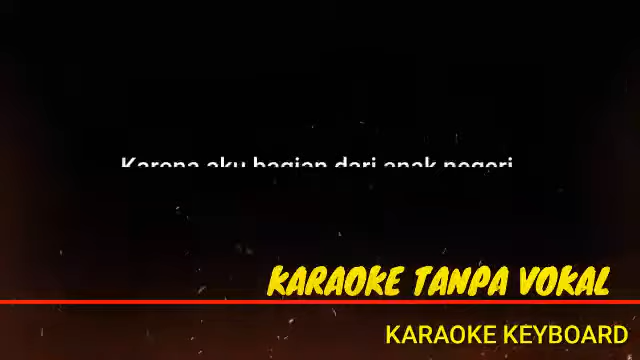 Karena aku bagian dari anak negeri
KARAOKE TANPA VOKAL
KARAOKE KEYBOARD